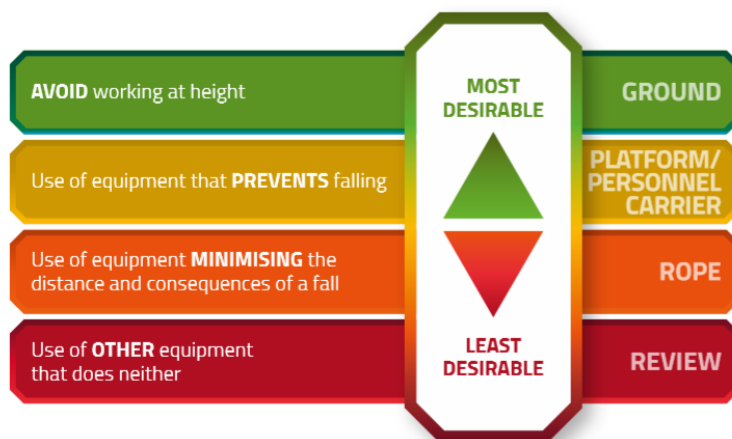 AVOID working at height
MOST
DESIRABLE
GROUND
Use of equipment that PREVENTS falling
PLATFORM/
PERSONNEL
CARRIER
Use of equipment MINIMISING the
distance and consequences of a fall
ROPE
Use of OTHER equipment
that does neither
LEAST
DESIRABLE
REVIEW